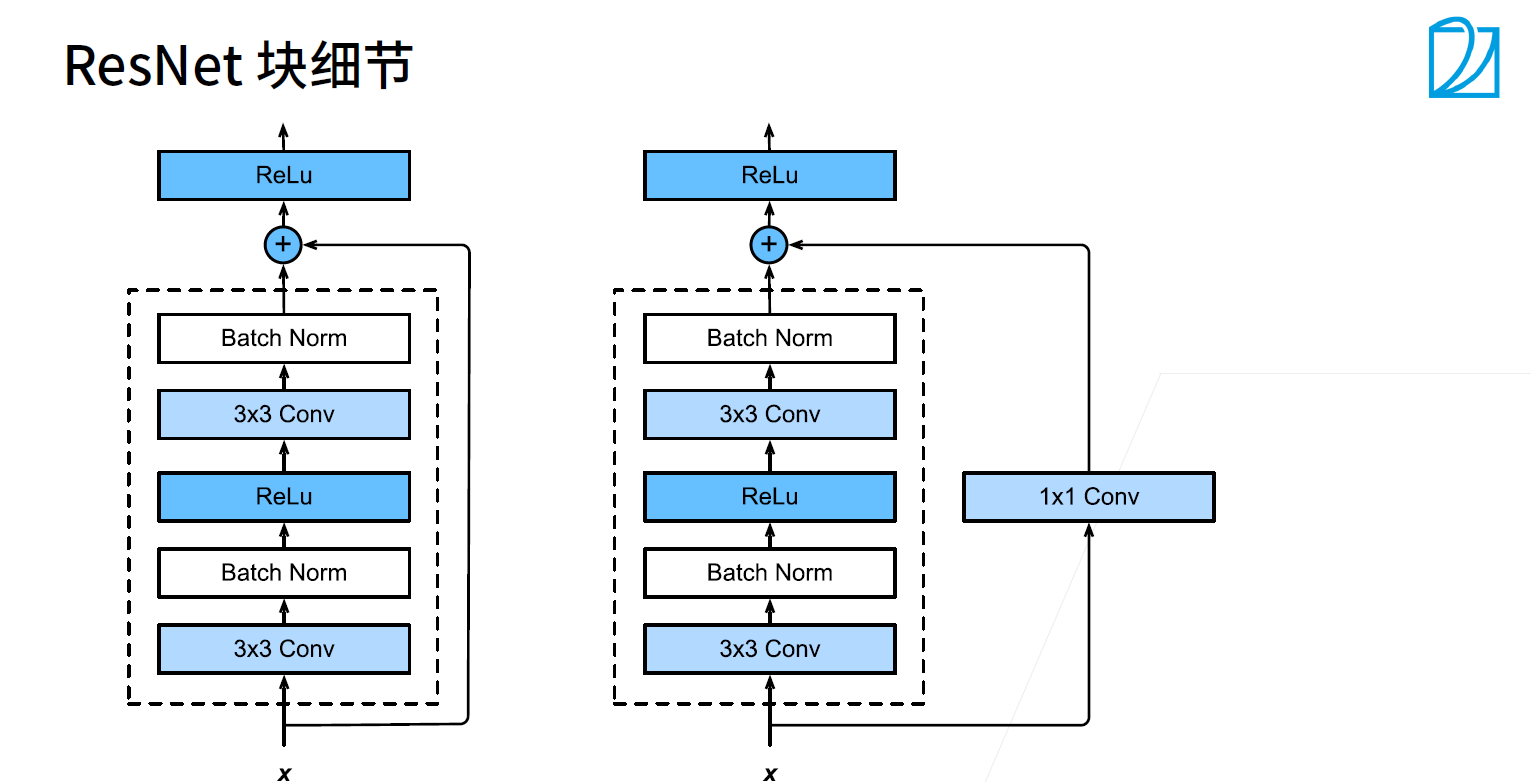 ResNet 块细节
ReLu
+
Batch Norm
3x3 Conv
ReLu
Batch Norm
3x3 Conv
x
ReLu
+
Batch Norm
3x3 Conv
ReLu
1x1 Conv
Batch Norm
3x3 Conv
x